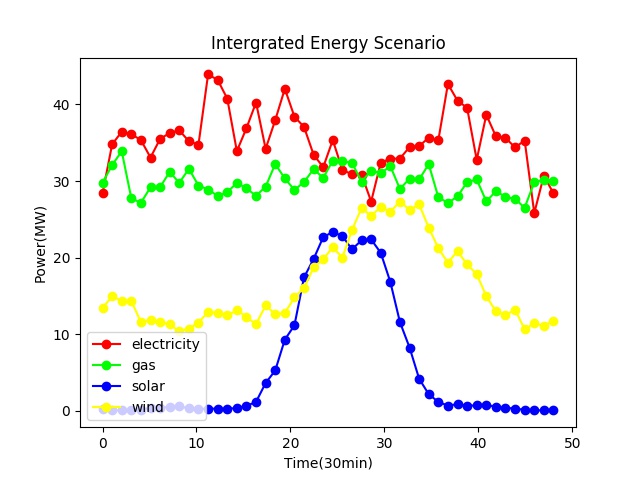 Intergrated Energy Scenario
Power(MW)
40
30
20
10
0
electricity
gas
solar
wind
0 10 20 30 40 50
Time(30min)